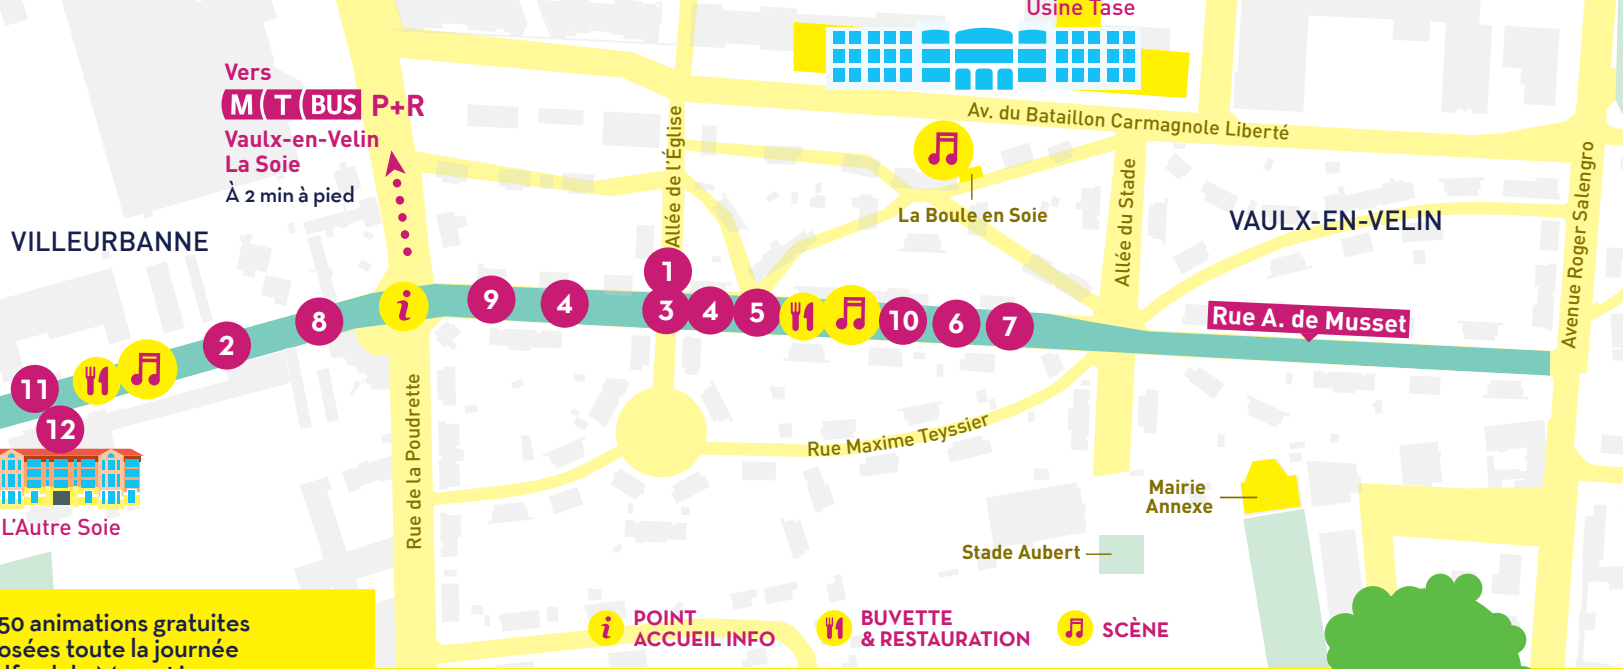 Usine Tase
Vers
M T BUS P+R
Vaulx-en-Velin
La Soie
À 2 min à pied
Av. du Bataillon Carmagnole Liberté
Allée de l'Église
La Boule en Soie
Allée du Stade
VAULX-EN-VELIN
Avenue Roger Salengro
VILLEURBANNE
1
i
9
4
3
4
5
10
6
7
Rue A. de Musset
8
2
11
12
L'Autre Soie
Rue de la Poudrette
Rue Maxime Teyssier
Mairie
Annexe
Stade Aubert
50 animations gratuites
osées toute la journée
i
POINT
ACCUEIL INFO
BUVETTE
& RESTAURATION
SCÈNE